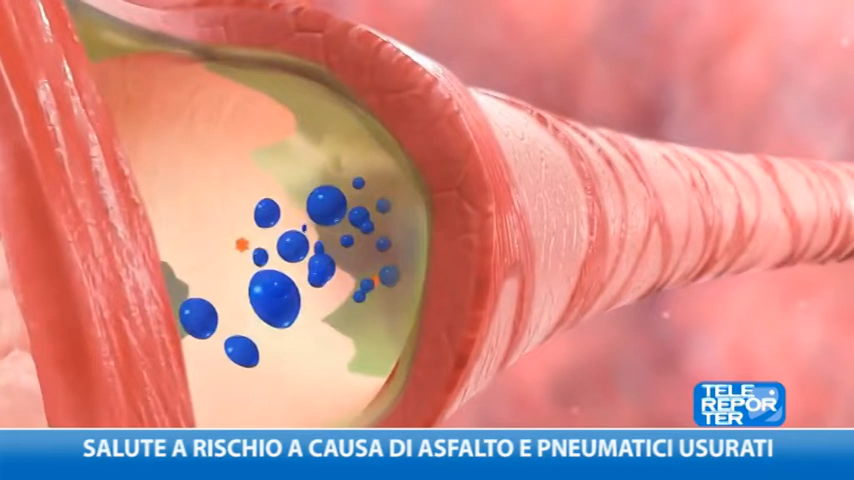 TELE
REPOR
TER
SALUTE A RISCHIO A CAUSA DI ASFALTO E PNEUMATICI USURATI